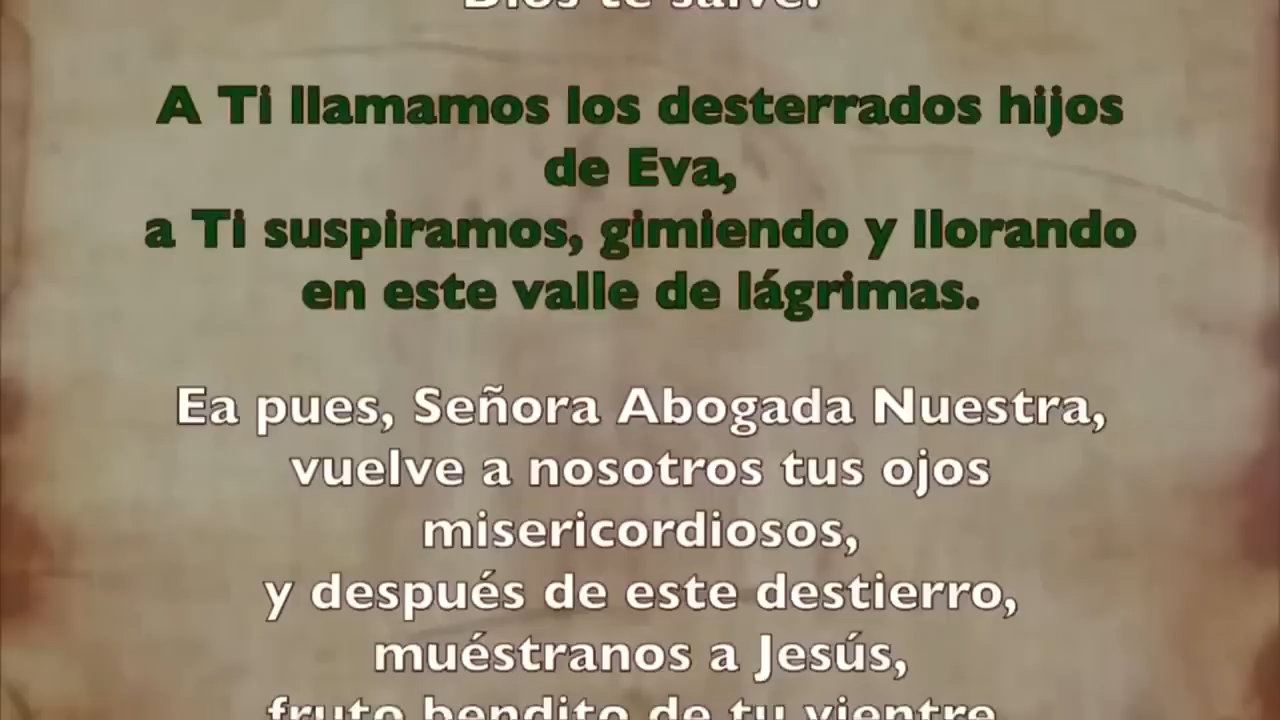 Dios te salve.
A Ti llamamos los desterrados hijos
de Eva,
a Ti suspiramos, gimiendo y llorando
en este valle de lágrimas.
Ea pues, Señora Abogada Nuestra,
vuelve a nosotros tus ojos
misericordiosos,
y después de este destierro,
muéstranos a Jesús,
fruto bendito de tu vientre